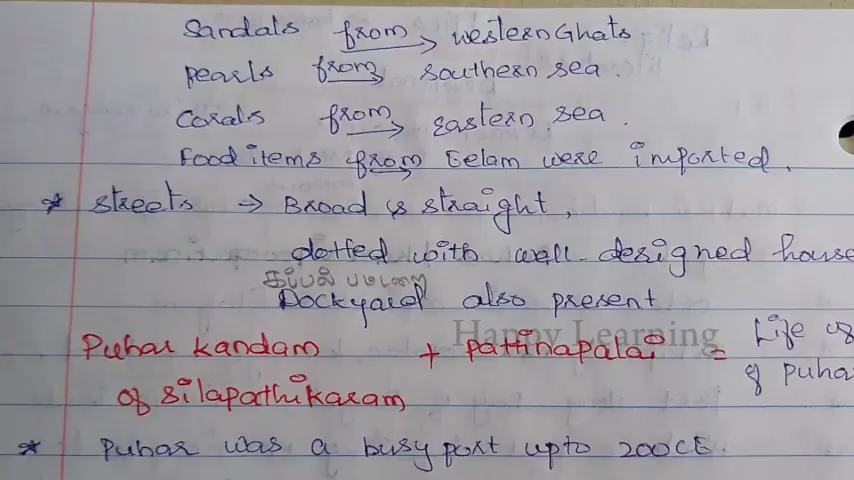 Sandals from → western Ghats
pearls from → southern sea.
Corals from → Eastern sea.
Food items from → Eelam were imported.
* streets → Broad & straight,
dotted with well-designed house
கப்பல் பட்டறை
Dockyard also present
Happy Learning
Puhar kandam + pattinapalai = Life
of silapathikaram of puha
* Puhar was a busy port upto 200CE.